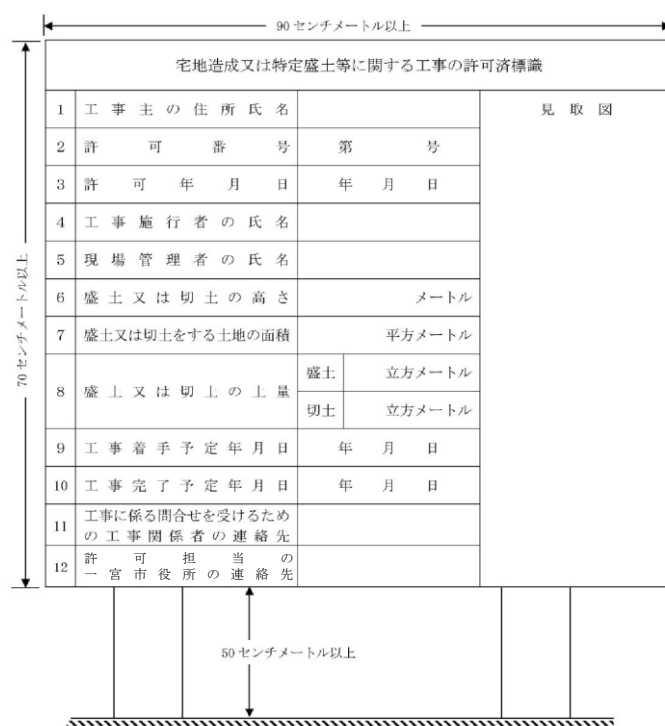 90センチメートル以上
宅地造成又は特定盛土等に関する工事の許可済標識
1 工事主の住所氏名
見取図
2 許可番号 第 号
3 許可年月日 年 月 日
4 工事施行者の氏名
5 現場管理者の氏名
6 盛土又は切土の高さ メートル
7 盛土又は切土をする土地の面積 平方メートル
8 盛上又は切上の上量
盛土 立方メートル
切土 立方メートル
9 工事着手予定年月日 年 月 日
10 工事完了予定年月日 年 月 日
11 工事に係る問合せを受けるため
の工事関係者の連絡先
12 許可担当の
一宮市役所の連絡先
70センチメートル以上
50センチメートル以上